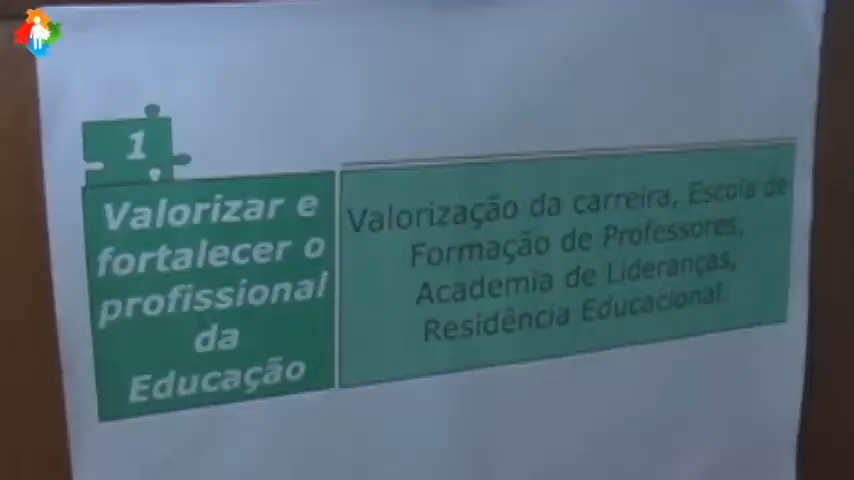 1
Valorizar e
fortalecer o
profissional
da
Educação
Valorização da carreira, Escola de
Formação de Professores,
Academia de Lideranças,
Residência Educacional.